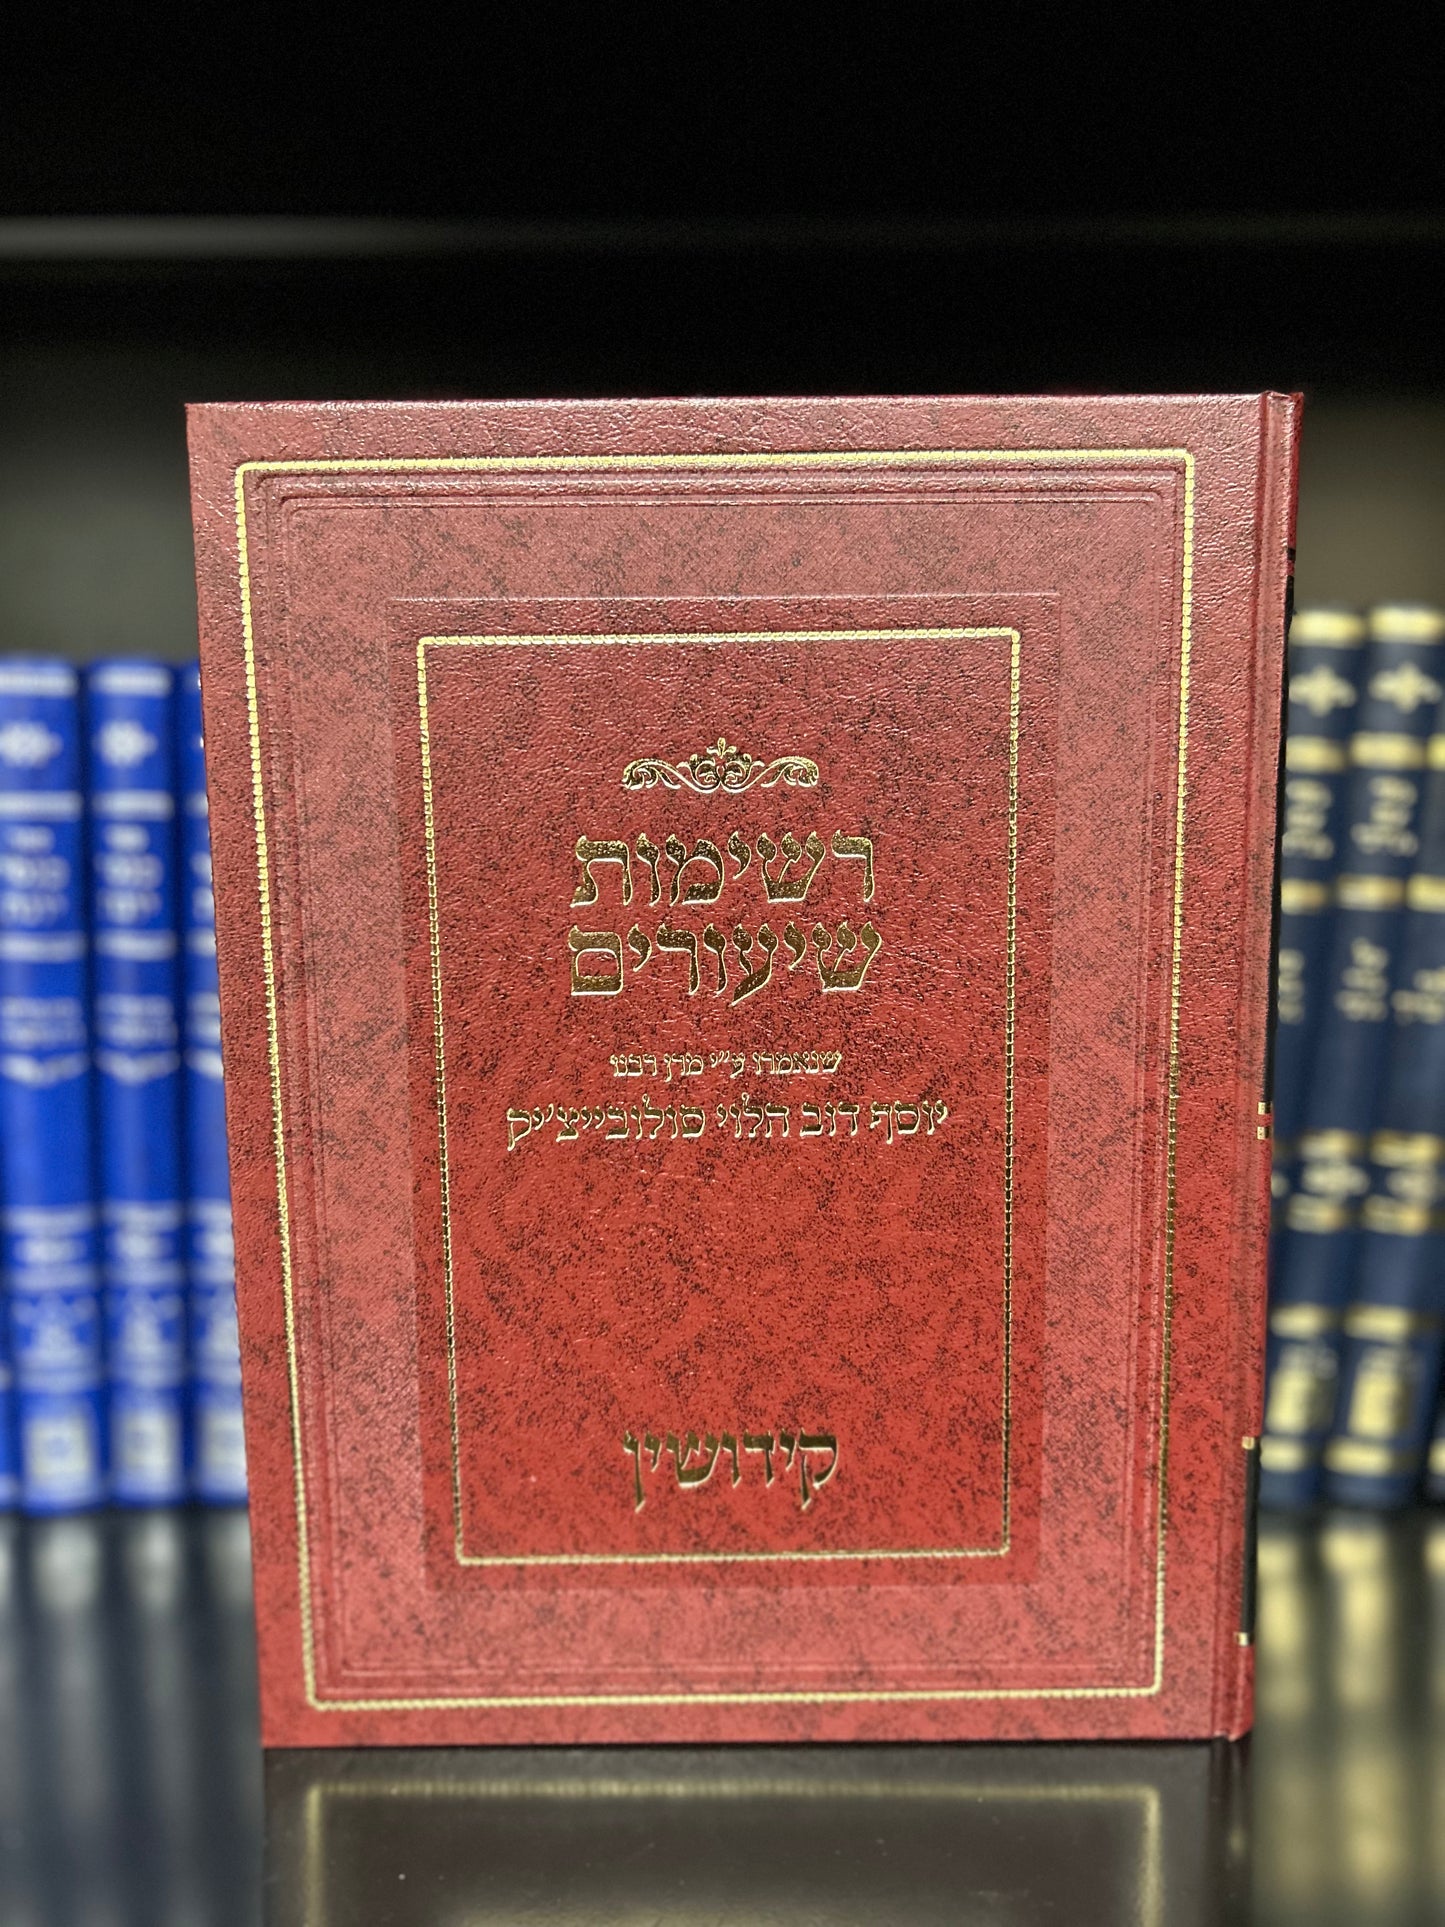 רשימות
שיעורים
שנאמרו ע"י מרן רבנו
יוסף דוב הלוי סולובייצ'יק
קידושין